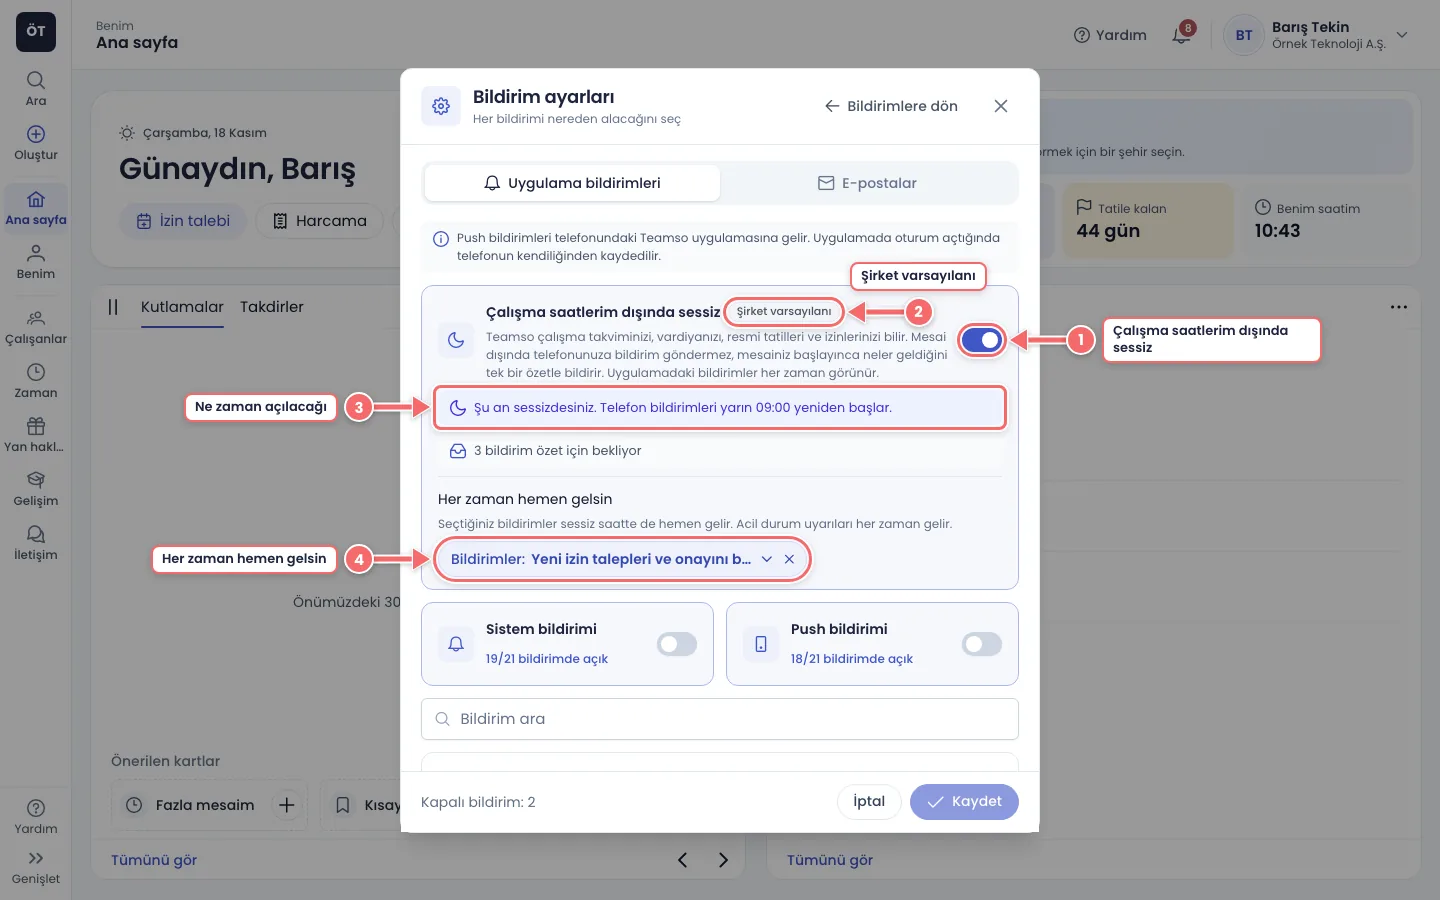 ÖT
Benim
Ana sayfa
Yardım
8
BT
Barış Tekin
Örnek Teknoloji A.Ş.
Ara
Oluştur
Ana sayfa
Benim
Çalışanlar
Zaman
Yan hakl...
Gelişim
İletişim
Yardım
Genişlet
Çarşamba, 18 Kasım
Günaydın, Barış
İzin talebi
Harcama
örmek için bir şehir seçin.
Tatile kalan
44 gün
Benim saatim
10:43
Kutlamalar
Takdirler
Önümüzdeki 30
Önerilen kartlar
Fazla mesaim
Kısay
Tümünü gör
Tümünü gör
Bildirim ayarları
Her bildirimi nereden alacağını seç
Bildirimlere dön
Uygulama bildirimleri
E-postalar
Push bildirimleri telefonundaki Teamso uygulamasına gelir. Uygulamada oturum açtığında
telefonun kendiliğinden kaydedilir.
Şirket varsayılanı
Çalışma saatlerim dışında sessiz
Şirket varsayılanı
2
Teamso çalışma takviminizi, vardiyanızı, resmi tatilleri ve izinlerinizi bilir. Mesai
dışında telefonunuza bildirim göndermez, mesainiz başlayınca neler geldiğini
tek bir özetle bildirir. Uygulamadaki bildirimler her zaman görünür.
1
Çalışma saatlerim dışında
sessiz
Ne zaman açılacağı
3
Şu an sessizdesiniz. Telefon bildirimleri yarın 09:00 yeniden başlar.
3 bildirim özet için bekliyor
Her zaman hemen gelsin
Seçtiğiniz bildirimler sessiz saatte de hemen gelir. Acil durum uyarıları her zaman gelir.
Her zaman hemen gelsin
4
Bildirimler: Yeni izin talepleri ve onayını b...
Sistem bildirimi
19/21 bildirimde açık
Push bildirimi
18/21 bildirimde açık
Bildirim ara
Kapalı bildirim: 2
İptal
Kaydet